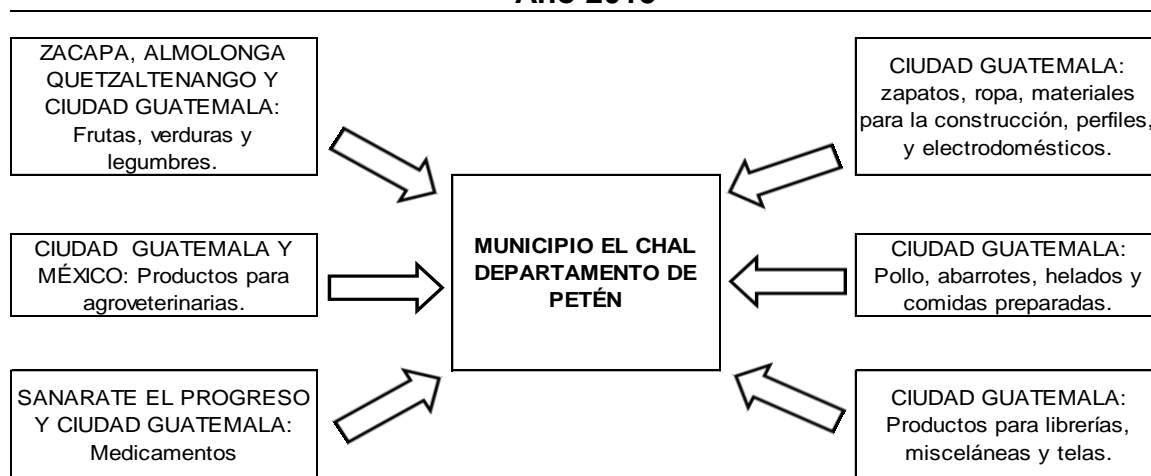 Año
ZACAPA, ALMOLONGA
QUETZALTENANGO Y
CIUDAD GUATEMALA:
Frutas, verduras y
legumbres.
CIUDAD GUATEMALA Y
MÉXICO: Productos para
agroveterinarias.
SANARATE EL PROGRESO
Y CIUDAD GUATEMALA:
Medicamentos
MUNICIPIO EL CHAL
DEPARTAMENTO DE
PETÉN
CIUDAD GUATEMALA:
zapatos, ropa, materiales
para la construcción, perfiles,
y electrodomésticos.
CIUDAD GUATEMALA:
Pollo, abarrotes, helados y
comidas preparadas.
CIUDAD GUATEMALA:
Productos para librerías,
misceláneas y telas.